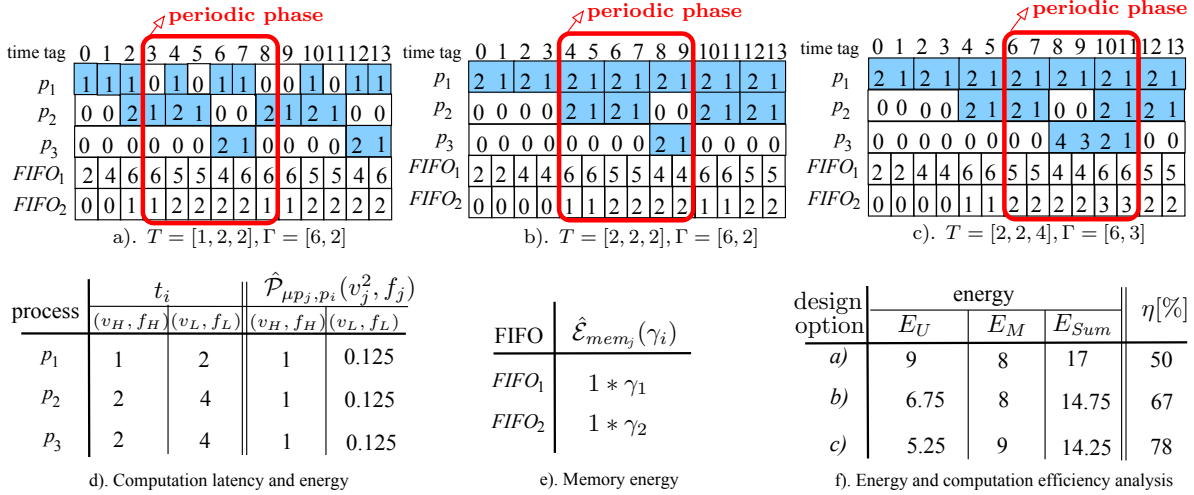 periodic phase
time tag 0 1 2 3 4 5 6 7 8 9 10 11 12 13
p₁ 1 1 1 0 1 0 1 1 0 0 1 0 1 1
p₂ 0 0 2 1 2 1 0 0 2 1 2 1 0 0
p₃ 0 0 0 0 0 0 2 1 0 0 0 0 2 1
FIFO₁ 2 4 6 6 5 5 4 6 6 6 5 5 4 6
FIFO₂ 0 0 1 1 2 2 2 2 1 1 2 2 2 2
a). T = [1, 2, 2], Γ = [6, 2]
periodic phase
time tag 0 1 2 3 4 5 6 7 8 9 10 11 12 13
p₁ 2 1 2 1 2 1 2 1 2 1 2 1 2 1
p₂ 0 0 0 0 2 1 2 1 0 0 2 1 2 1
p₃ 0 0 0 0 0 0 0 0 2 1 0 0 0 0
FIFO₁ 2 2 4 4 6 6 5 5 4 4 6 6 5 5
FIFO₂ 0 0 0 0 1 1 2 2 2 2 1 1 2 2
b). T = [2, 2, 2], Γ = [6, 2]
periodic phase
time tag 0 1 2 3 4 5 6 7 8 9 10 11 12 13
p₁ 2 1 2 1 2 1 2 1 2 1 2 1 2 1
p₂ 0 0 0 0 2 1 2 1 0 0 2 1 2 1
p₃ 0 0 0 0 0 0 0 0 4 3 2 1 0 0
FIFO₁ 2 2 4 4 6 6 5 5 4 4 6 6 5 5
FIFO₂ 0 0 0 0 1 1 2 2 2 2 3 3 2 2
c). T = [2, 2, 4], Γ = [6, 3]
process tᵢ P̂_{μp_j,p_i}(v_j², f_j)
(v_H, f_H) (v_L, f_L) (v_H, f_H) (v_L, f_L)
p₁ 1 2 1 0.125
p₂ 2 4 1 0.125
p₃ 2 4 1 0.125
d). Computation latency and energy
FIFO Ê_{mem_j}(γᵢ)
FIFO₁ 1 * γ₁
FIFO₂ 1 * γ₂
e). Memory energy
design option energy η[%]
E_U E_M E_Sum
a) 9 8 17 50
b) 6.75 8 14.75 67
c) 5.25 9 14.25 78
f). Energy and computation efficiency analysis